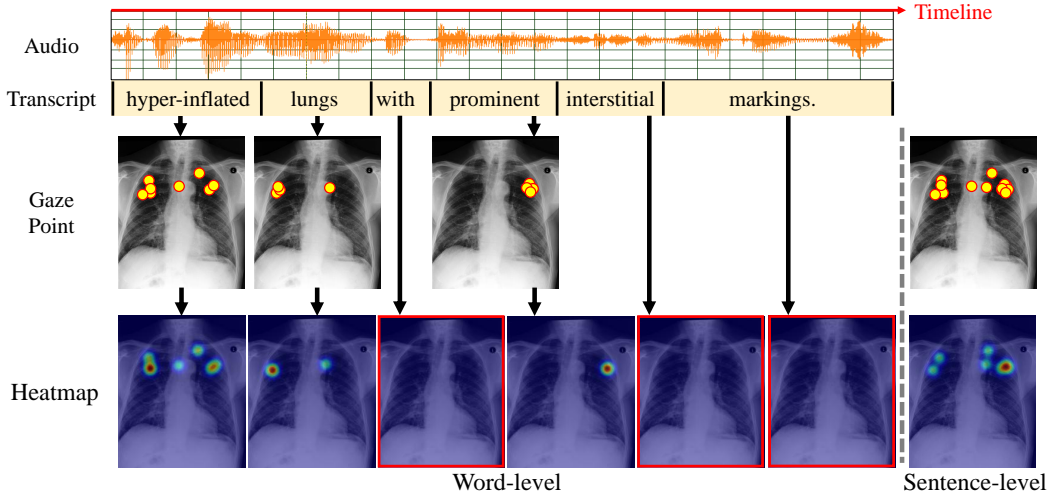 Timeline
Audio
Transcript hyper-inflated lungs with prominent interstitial markings.
Gaze
Point
Heatmap
Word-level Sentence-level